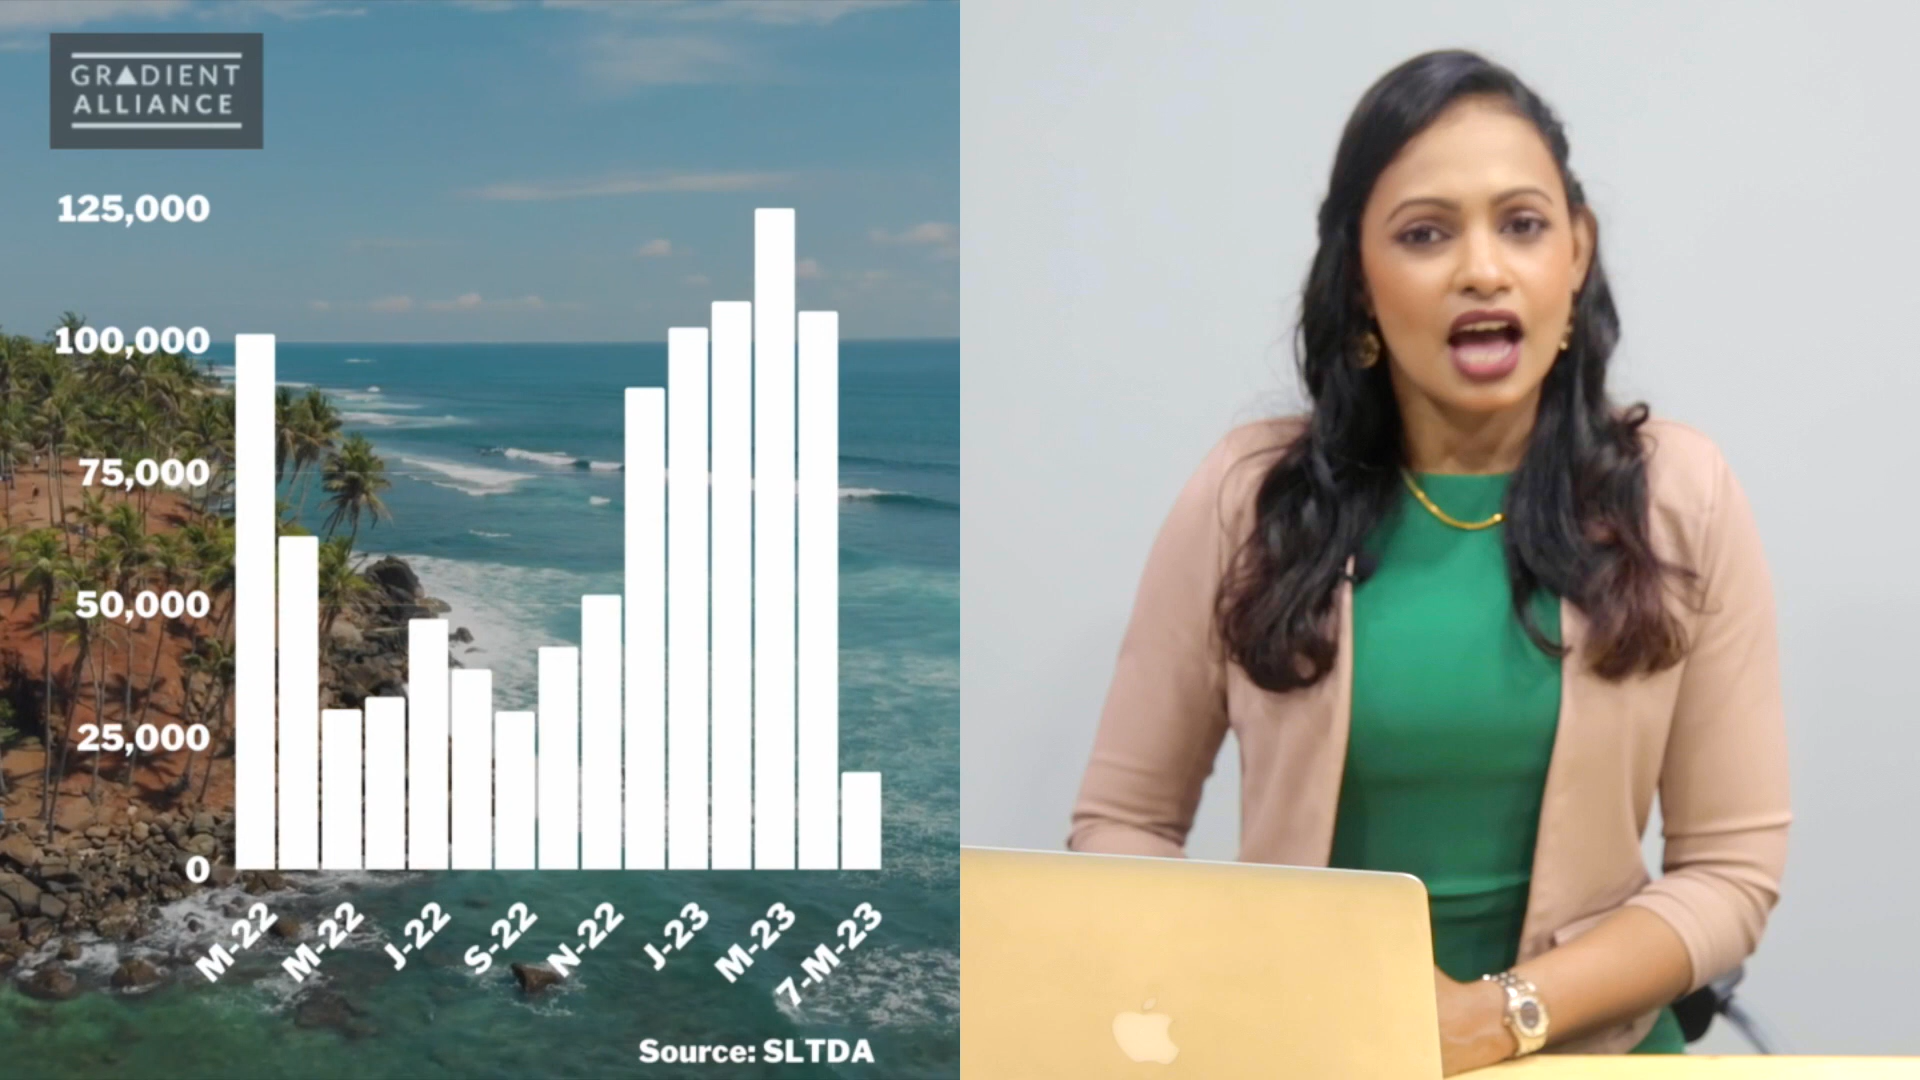 GRADIENT
ALLIANCE
125,000
100,000
75,000
50,000
25,000
0
M-22
M-22
J-22
S-22
N-22
J-23
M-23
7-M-23
Source: SLTDA